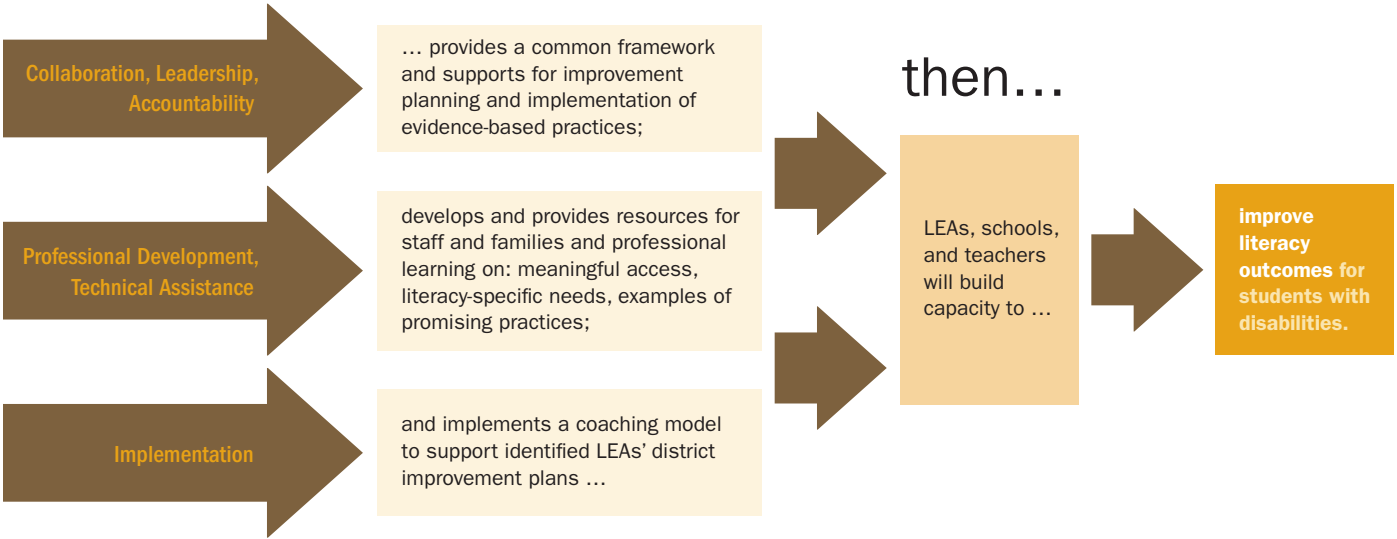 Collaboration, Leadership,
Accountability
… provides a common framework
and supports for improvement
planning and implementation of
evidence-based practices;
Professional Development,
Technical Assistance
develops and provides resources for
staff and families and professional
learning on: meaningful access,
literacy-specific needs, examples of
promising practices;
Implementation
and implements a coaching model
to support identified LEAs’ district
improvement plans …
then…
LEAs, schools,
and teachers
will build
capacity to …
improve
literacy
outcomes for
students with
disabilities.